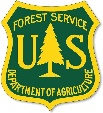 FOREST SERVICE
U S
DEPARTMENT OF AGRICULTURE